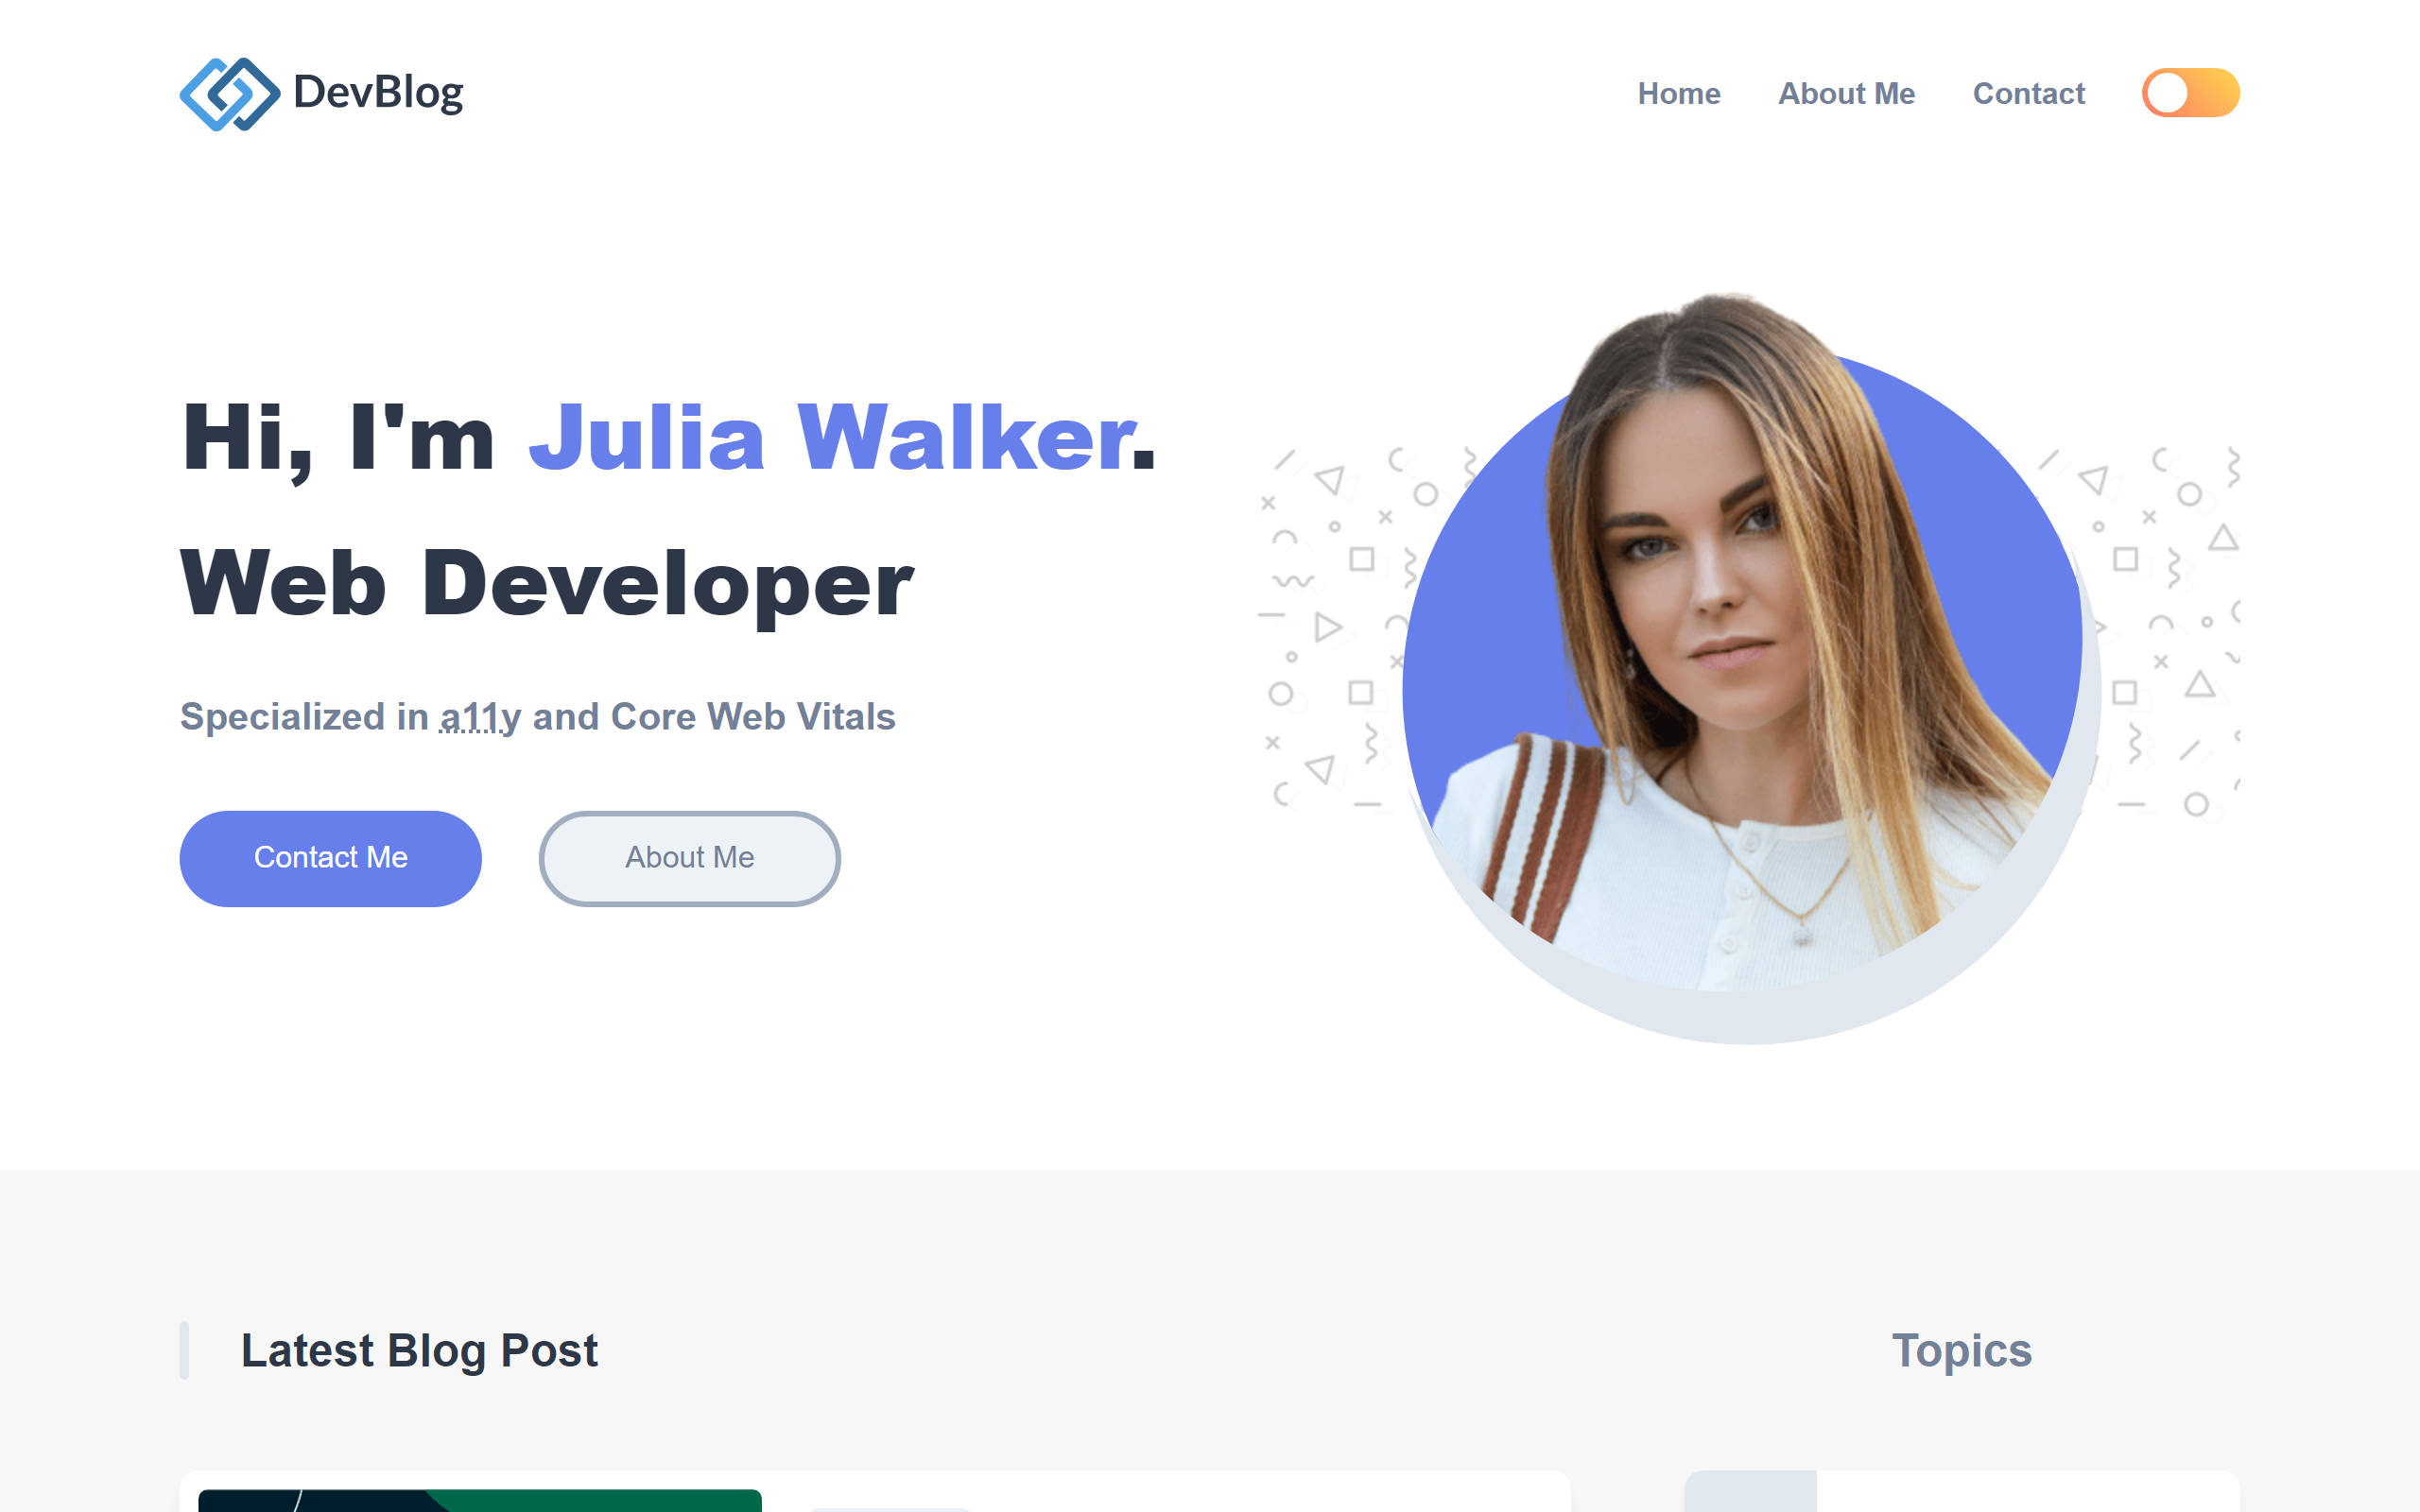 DevBlog
Home
About Me
Contact
Hi, I'm Julia Walker.
Web Developer
Specialized in a11y and Core Web Vitals
Contact Me
About Me
Latest Blog Post
Topics